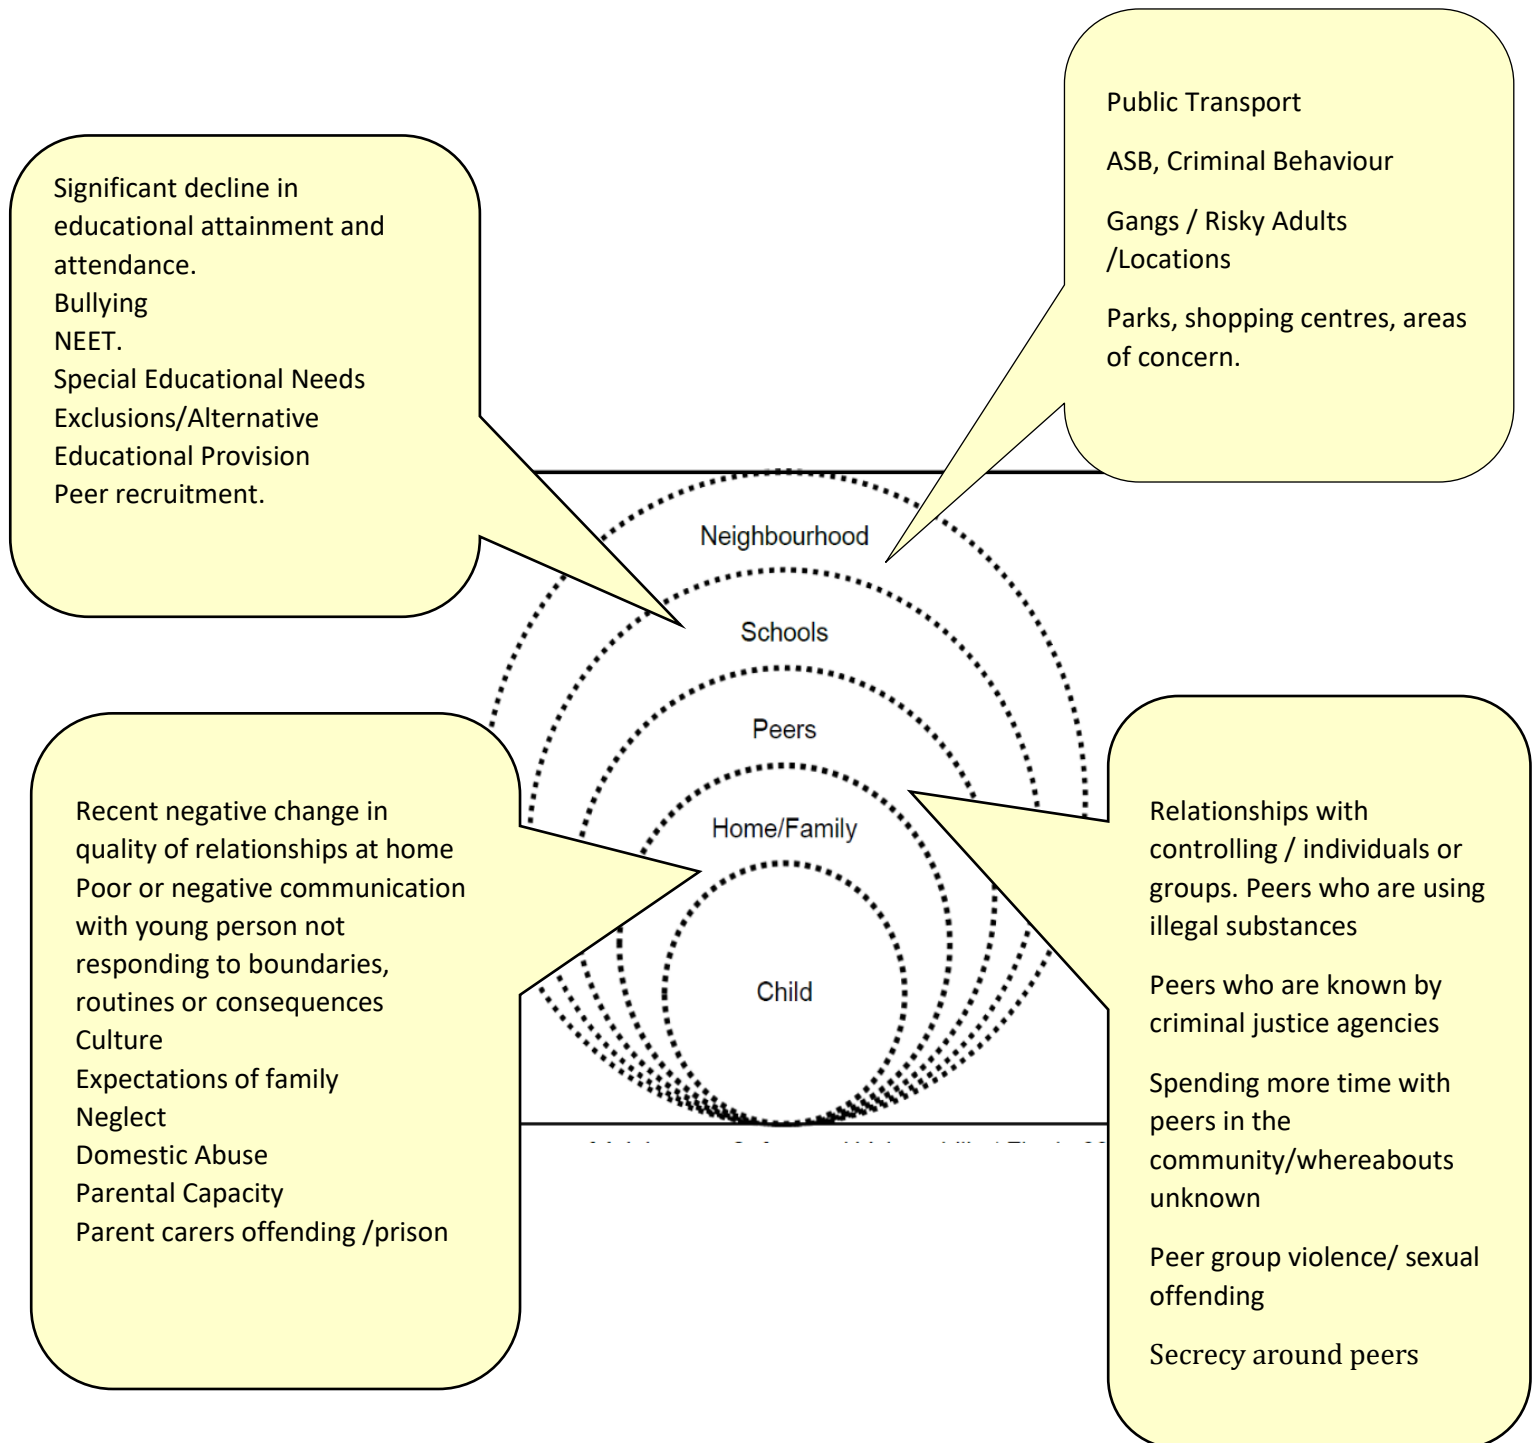 Public Transport
ASB, Criminal Behaviour
Gangs / Risky Adults
/Locations
Parks, shopping centres, areas
of concern.
Significant decline in
educational attainment and
attendance.
Bullying
NEET.
Special Educational Needs
Exclusions/Alternative
Educational Provision
Peer recruitment.
Neighbourhood
Schools
Peers
Home/Family
Child
Recent negative change in
quality of relationships at home
Poor or negative communication
with young person not
responding to boundaries,
routines or consequences
Culture
Expectations of family
Neglect
Domestic Abuse
Parental Capacity
Parent carers offending /prison
Relationships with
controlling / individuals or
groups. Peers who are using
illegal substances
Peers who are known by
criminal justice agencies
Spending more time with
peers in the
community/whereabouts
unknown
Peer group violence/ sexual
offending
Secrecy around peers